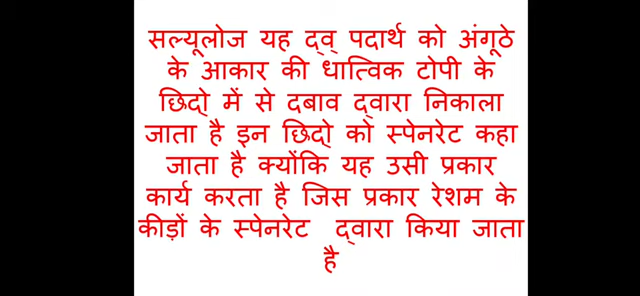 सल्यूलोज यह द्व् पदार्थ को अंगूठे
के आकार की धात्विक टोपी के
छिदो् में से दबाव द्वारा निकाला
जाता है इन छिदो् को स्पेनरेट कहा
जाता है क्योंकि यह उसी प्रकार
कार्य करता है जिस प्रकार रेशम के
कीड़ों के स्पेनरेट द्वारा किया जाता
है